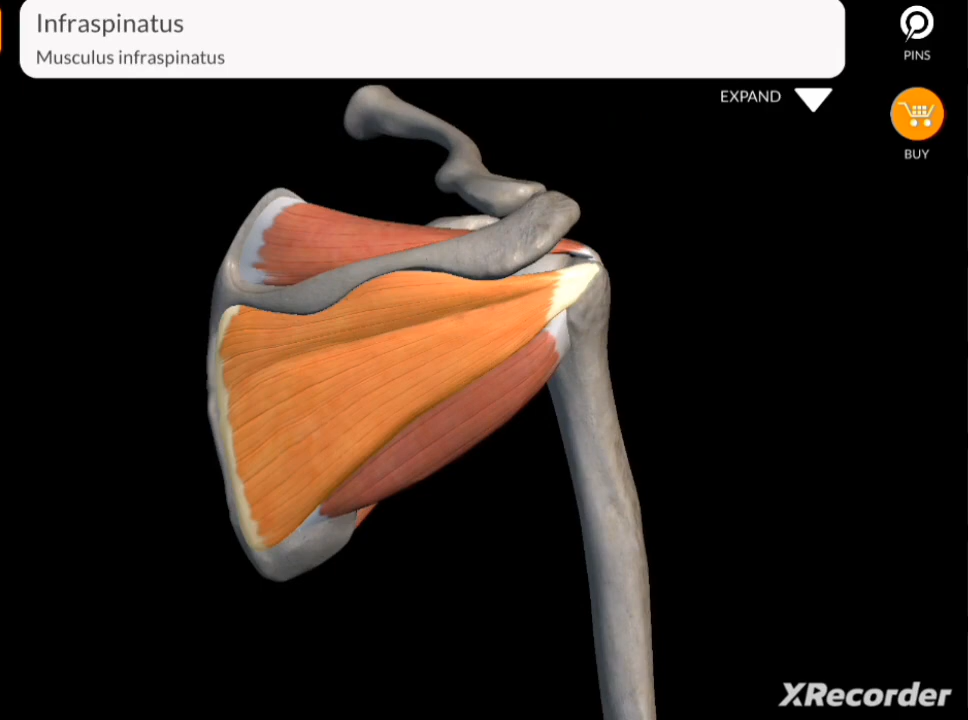 Infraspinatus
Musculus infraspinatus
PINS
EXPAND
BUY
XRecorder